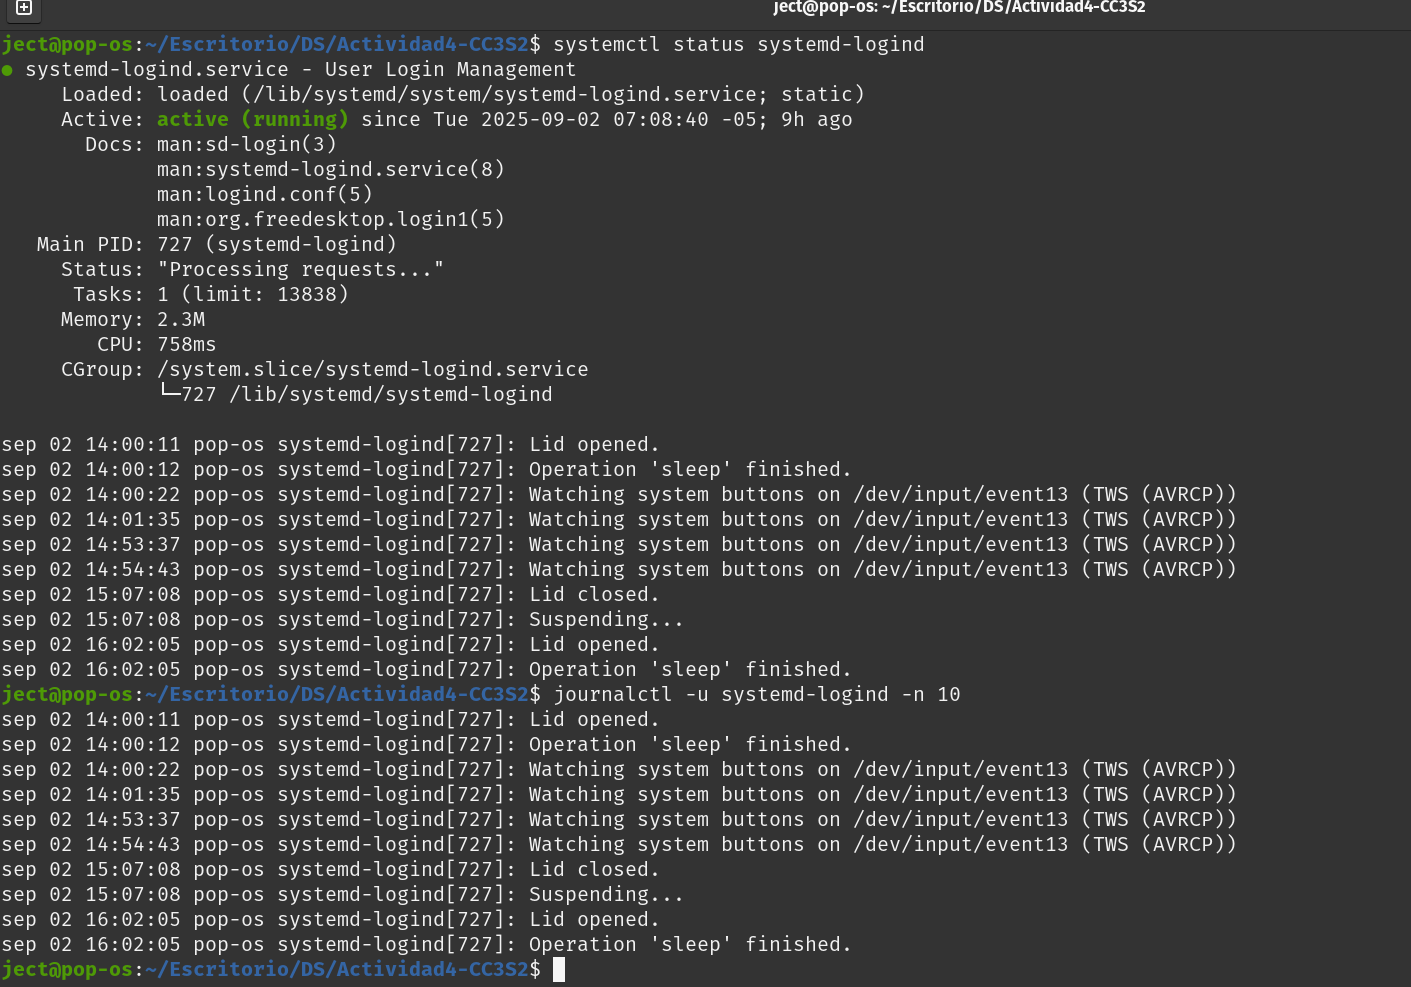 ject@pop-os: ~/Escritorio/DS/Actividad4-CC3S2
ject@pop-os:~/Escritorio/DS/Actividad4-CC3S2$ systemctl status systemd-logind
● systemd-logind.service - User Login Management
     Loaded: loaded (/lib/systemd/system/systemd-logind.service; static)
     Active: active (running) since Tue 2025-09-02 07:08:40 -05; 9h ago
       Docs: man:sd-login(3)
             man:systemd-logind.service(8)
             man:logind.conf(5)
             man:org.freedesktop.login1(5)
   Main PID: 727 (systemd-logind)
     Status: "Processing requests..."
      Tasks: 1 (limit: 13838)
     Memory: 2.3M
        CPU: 758ms
     CGroup: /system.slice/systemd-logind.service
             └─727 /lib/systemd/systemd-logind
sep 02 14:00:11 pop-os systemd-logind[727]: Lid opened.
sep 02 14:00:12 pop-os systemd-logind[727]: Operation 'sleep' finished.
sep 02 14:00:22 pop-os systemd-logind[727]: Watching system buttons on /dev/input/event13 (TWS (AVRCP))
sep 02 14:01:35 pop-os systemd-logind[727]: Watching system buttons on /dev/input/event13 (TWS (AVRCP))
sep 02 14:53:37 pop-os systemd-logind[727]: Watching system buttons on /dev/input/event13 (TWS (AVRCP))
sep 02 14:54:43 pop-os systemd-logind[727]: Watching system buttons on /dev/input/event13 (TWS (AVRCP))
sep 02 15:07:08 pop-os systemd-logind[727]: Lid closed.
sep 02 15:07:08 pop-os systemd-logind[727]: Suspending...
sep 02 16:02:05 pop-os systemd-logind[727]: Lid opened.
sep 02 16:02:05 pop-os systemd-logind[727]: Operation 'sleep' finished.
ject@pop-os:~/Escritorio/DS/Actividad4-CC3S2$ journalctl -u systemd-logind -n 10
sep 02 14:00:11 pop-os systemd-logind[727]: Lid opened.
sep 02 14:00:12 pop-os systemd-logind[727]: Operation 'sleep' finished.
sep 02 14:00:22 pop-os systemd-logind[727]: Watching system buttons on /dev/input/event13 (TWS (AVRCP))
sep 02 14:01:35 pop-os systemd-logind[727]: Watching system buttons on /dev/input/event13 (TWS (AVRCP))
sep 02 14:53:37 pop-os systemd-logind[727]: Watching system buttons on /dev/input/event13 (TWS (AVRCP))
sep 02 14:54:43 pop-os systemd-logind[727]: Watching system buttons on /dev/input/event13 (TWS (AVRCP))
sep 02 15:07:08 pop-os systemd-logind[727]: Lid closed.
sep 02 15:07:08 pop-os systemd-logind[727]: Suspending...
sep 02 16:02:05 pop-os systemd-logind[727]: Lid opened.
sep 02 16:02:05 pop-os systemd-logind[727]: Operation 'sleep' finished.
ject@pop-os:~/Escritorio/DS/Actividad4-CC3S2$